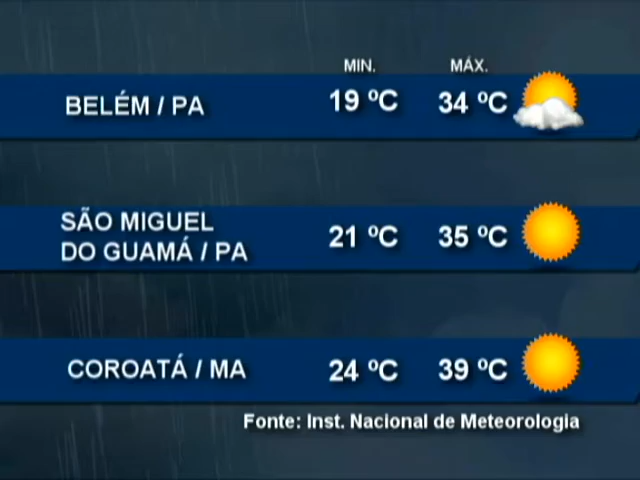 MIN. MÁX.
BELÉM / PA 19 ºC 34 ºC
SÃO MIGUEL
DO GUAMÁ / PA 21 ºC 35 ºC
COROATÁ / MA 24 ºC 39 ºC
Fonte: Inst. Nacional de Meteorologia